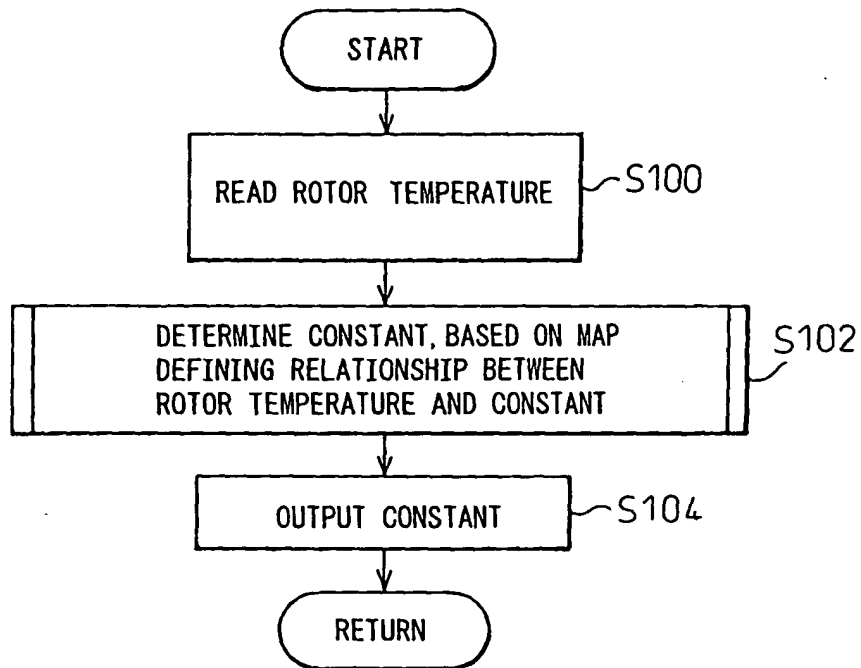 START
READ ROTOR TEMPERATURE
S100
DETERMINE CONSTANT, BASED ON MAP
DEFINING RELATIONSHIP BETWEEN
ROTOR TEMPERATURE AND CONSTANT
S102
OUTPUT CONSTANT
S104
RETURN